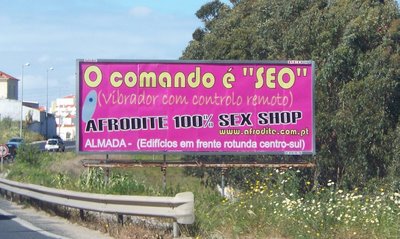 O comando é "SEO"
(Vibrador com controlo remoto)
AFRODITE 100% SEX SHOP
www.afrodite.com.pt
ALMADA - (Edifícios em frente rotunda centro-sul)